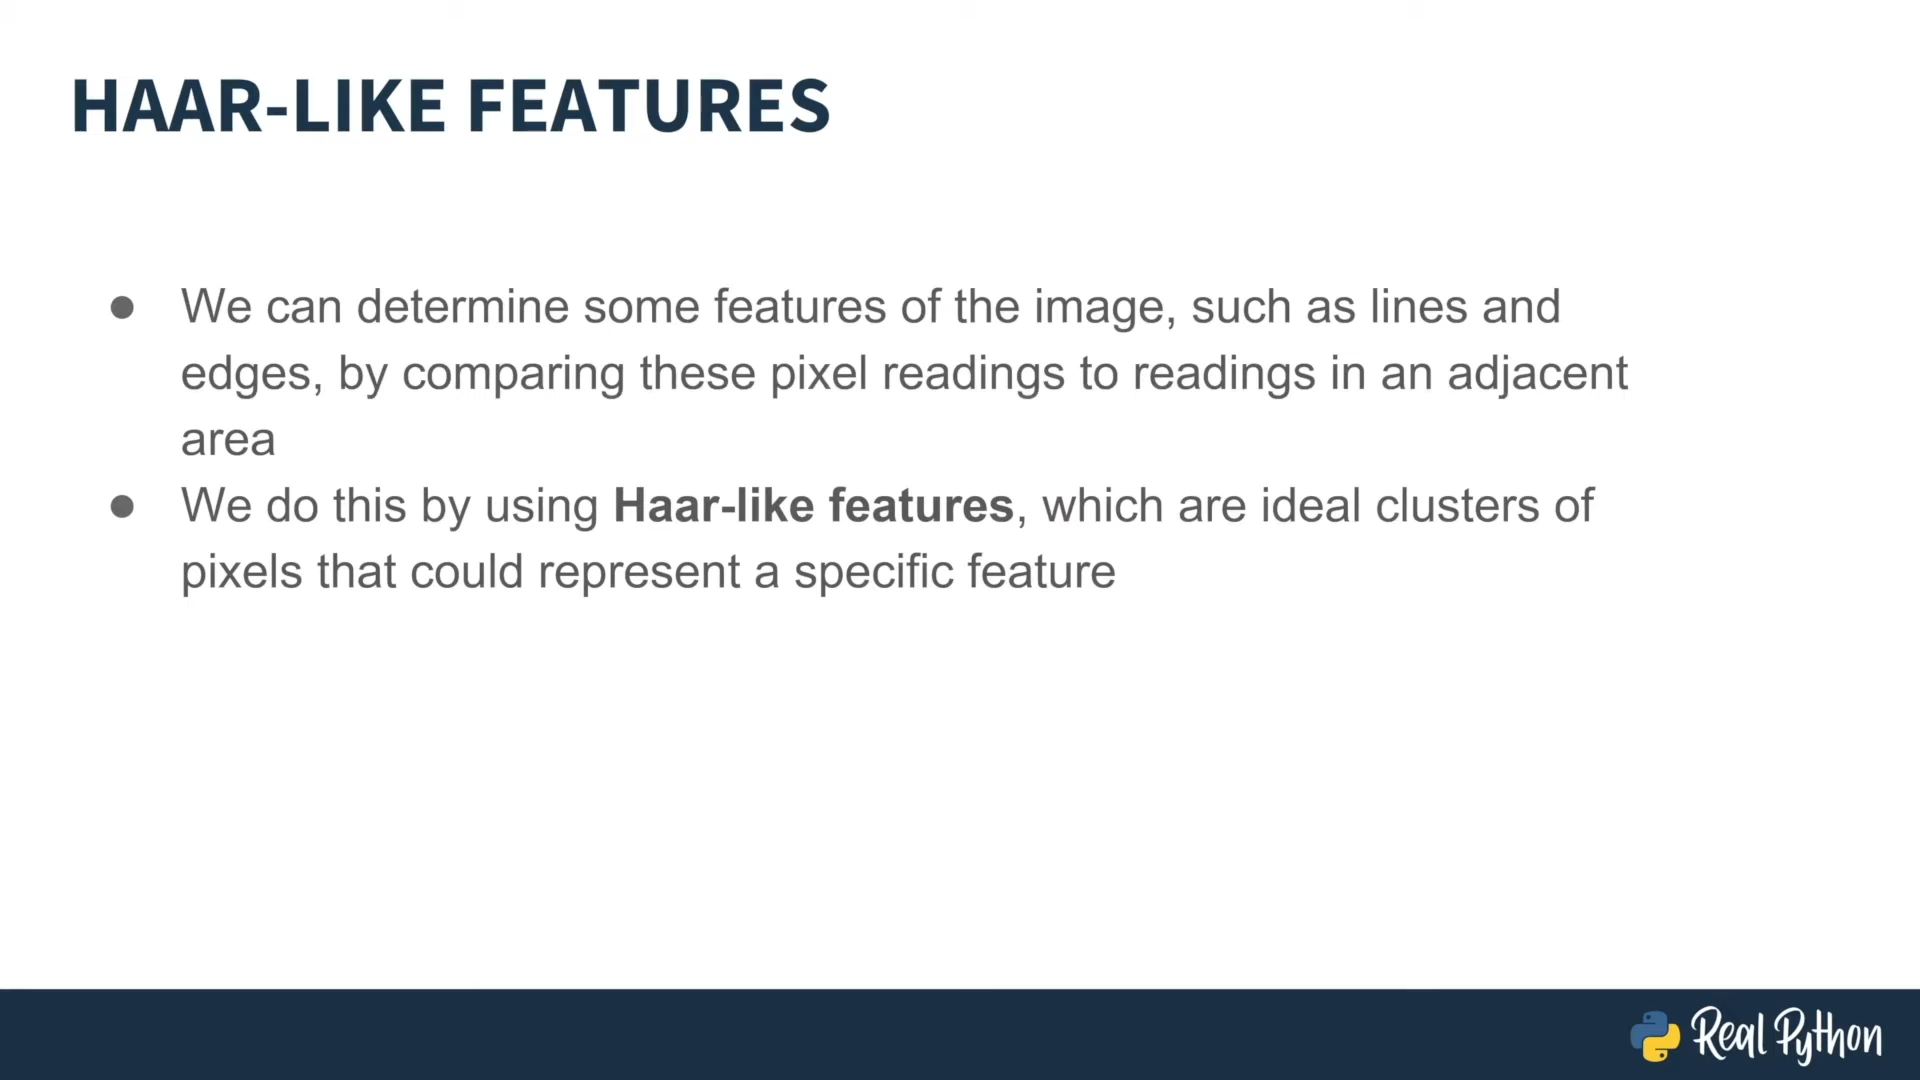 HAAR-LIKE FEATURES
● We can determine some features of the image, such as lines and
edges, by comparing these pixel readings to readings in an adjacent
area
● We do this by using Haar-like features, which are ideal clusters of
pixels that could represent a specific feature
Real Python